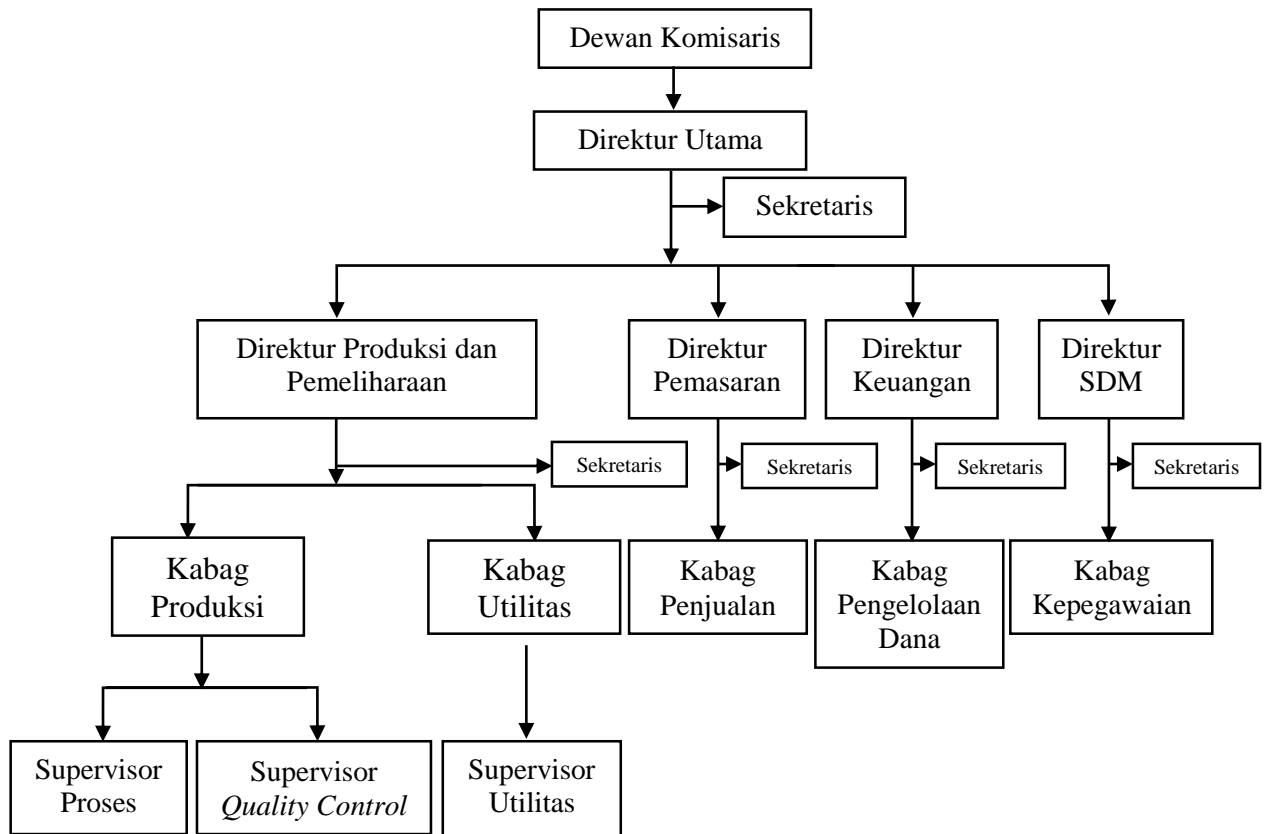 Dewan Komisaris
Direktur Utama
Sekretaris
Direktur Produksi dan
Pemeliharaan
Direktur
Pemasaran
Direktur
Keuangan
Direktur
SDM
Sekretaris
Sekretaris
Sekretaris
Sekretaris
Kabag
Produksi
Kabag
Utilitas
Kabag
Penjualan
Kabag
Pengelolaan
Dana
Kabag
Kepegawaian
Supervisor
Proses
Supervisor
Quality Control
Supervisor
Utilitas